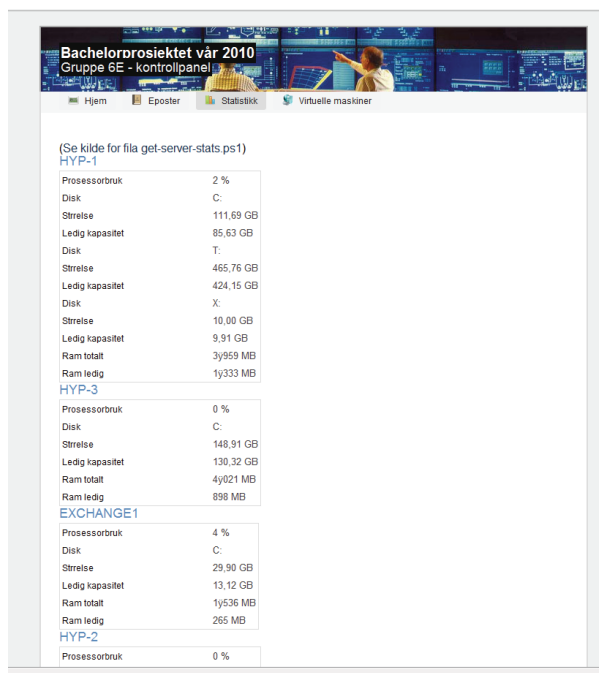 Bachelorprosiektet vår 2010
Gruppe 6E - kontrollpanel
Hjem Eposter Statistikk Virtuelle maskiner
(Se kilde for fila get-server-stats.ps1)
HYP-1
Prosessorbruk 2 %
Disk C:
Strrelse 111,69 GB
Ledig kapasitet 85,63 GB
Disk T:
Strrelse 465,76 GB
Ledig kapasitet 424,15 GB
Disk X:
Strrelse 10,00 GB
Ledig kapasitet 9,91 GB
Ram totalt 3ÿ959 MB
Ram ledig 1ÿ333 MB
HYP-3
Prosessorbruk 0 %
Disk C:
Strrelse 148,91 GB
Ledig kapasitet 130,32 GB
Ram totalt 4ÿ021 MB
Ram ledig 898 MB
EXCHANGE1
Prosessorbruk 4 %
Disk C:
Strrelse 29,90 GB
Ledig kapasitet 13,12 GB
Ram totalt 1ÿ536 MB
Ram ledig 265 MB
HYP-2
Prosessorbruk 0 %